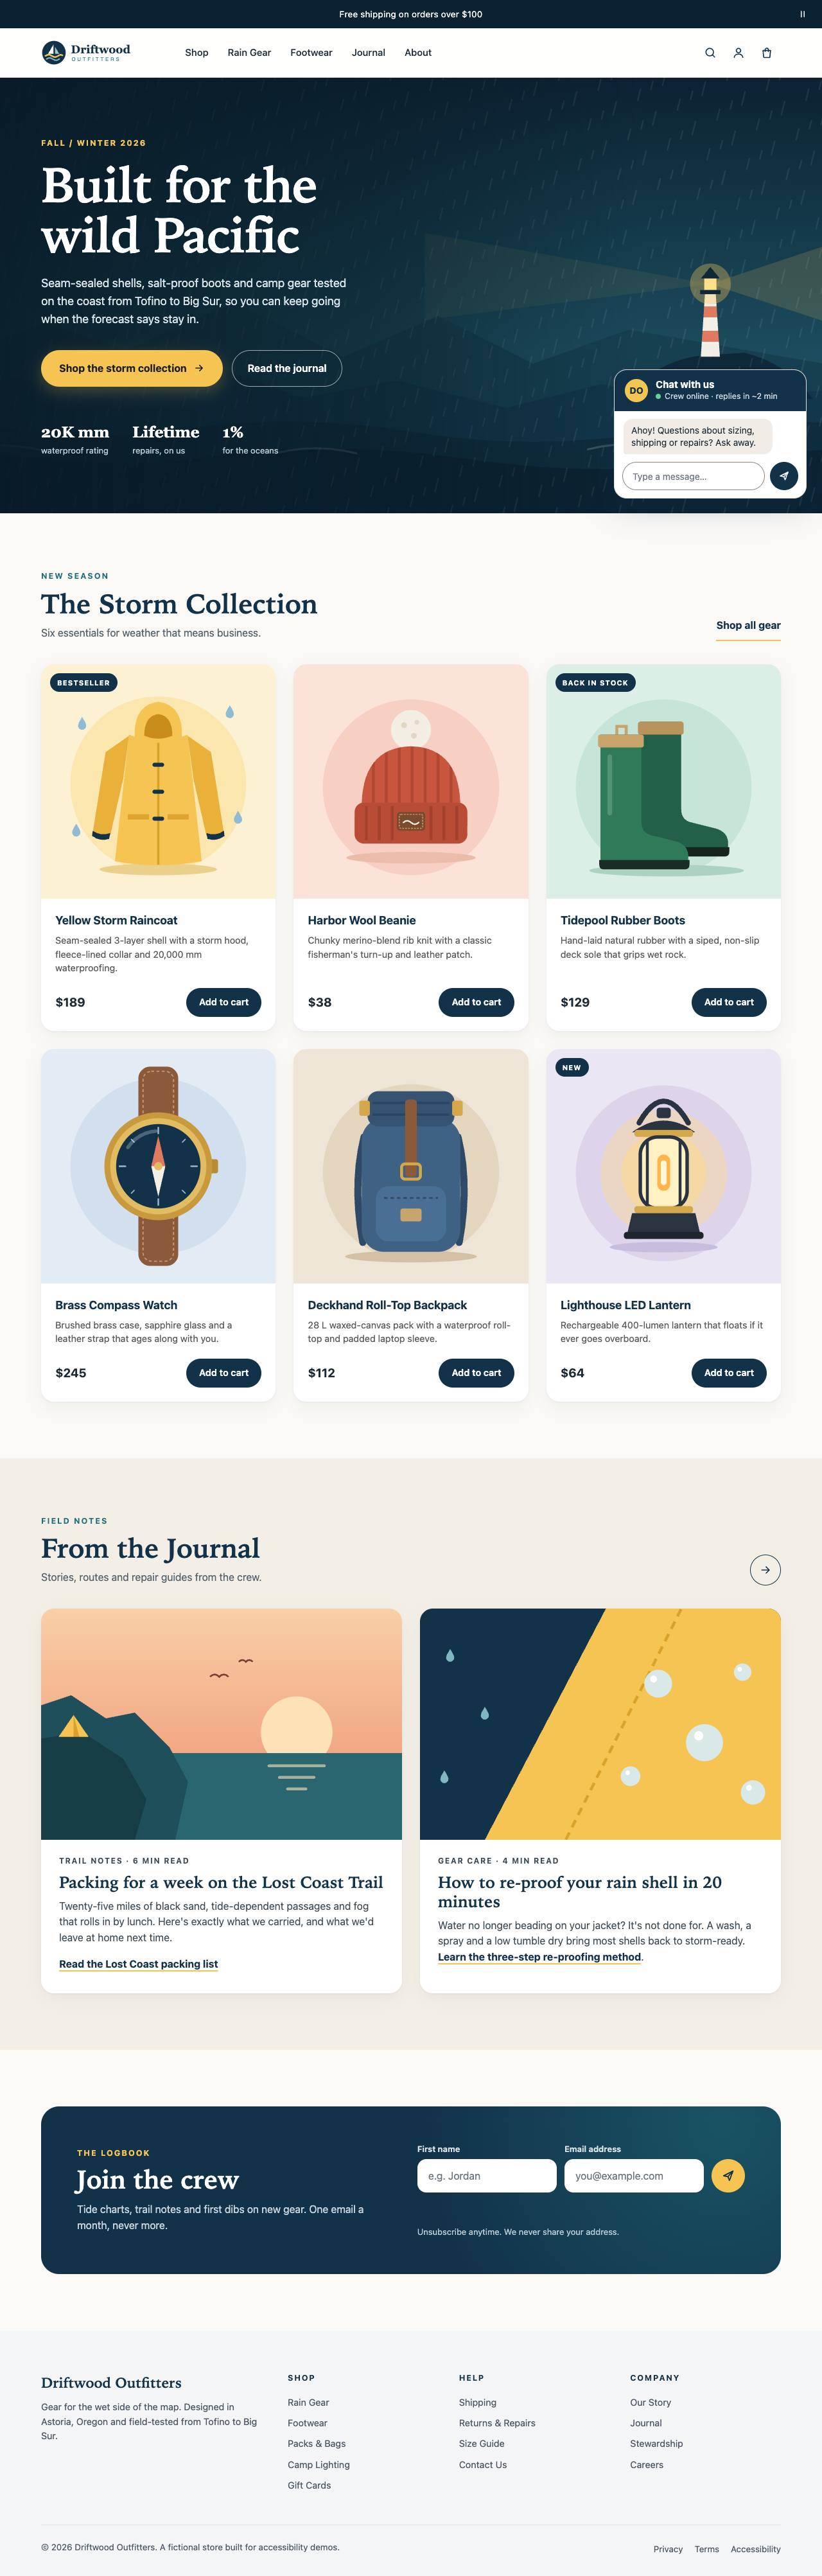 Free shipping on orders over $100
Driftwood
OUTFITTERS
Shop
Rain Gear
Footwear
Journal
About
FALL / WINTER 2026
Built for the
wild Pacific
Seam-sealed shells, salt-proof boots and camp gear tested
on the coast from Tofino to Big Sur, so you can keep going
when the forecast says stay in.
Shop the storm collection →
Read the journal
20K mm
waterproof rating
Lifetime
repairs, on us
1%
for the oceans
DO
Chat with us
Crew online · replies in ~2 min
Ahoy! Questions about sizing,
shipping or repairs? Ask away.
Type a message...
NEW SEASON
The Storm Collection
Six essentials for weather that means business.
Shop all gear
BESTSELLER
Yellow Storm Raincoat
Seam-sealed 3-layer shell with a storm hood,
fleece-lined collar and 20,000 mm
waterproofing.
$189
Add to cart
Harbor Wool Beanie
Chunky merino-blend rib knit with a classic
fisherman's turn-up and leather patch.
$38
Add to cart
BACK IN STOCK
Tidepool Rubber Boots
Hand-laid natural rubber with a siped, non-slip
deck sole that grips wet rock.
$129
Add to cart
Brass Compass Watch
Brushed brass case, sapphire glass and a
leather strap that ages along with you.
$245
Add to cart
Deckhand Roll-Top Backpack
28 L waxed-canvas pack with a waterproof roll-
top and padded laptop sleeve.
$112
Add to cart
NEW
Lighthouse LED Lantern
Rechargeable 400-lumen lantern that floats if it
ever goes overboard.
$64
Add to cart
FIELD NOTES
From the Journal
Stories, routes and repair guides from the crew.
TRAIL NOTES · 6 MIN READ
Packing for a week on the Lost Coast Trail
Twenty-five miles of black sand, tide-dependent passages and fog
that rolls in by lunch. Here's exactly what we carried, and what we'd
leave at home next time.
Read the Lost Coast packing list
GEAR CARE · 4 MIN READ
How to re-proof your rain shell in 20
minutes
Water no longer beading on your jacket? It's not done for. A wash, a
spray and a low tumble dry bring most shells back to storm-ready.
Learn the three-step re-proofing method.
THE LOGBOOK
Join the crew
Tide charts, trail notes and first dibs on new gear. One email a
month, never more.
First name
e.g. Jordan
Email address
you@example.com
Unsubscribe anytime. We never share your address.
Driftwood Outfitters
Gear for the wet side of the map. Designed in
Astoria, Oregon and field-tested from Tofino to Big
Sur.
SHOP
Rain Gear
Footwear
Packs & Bags
Camp Lighting
Gift Cards
HELP
Shipping
Returns & Repairs
Size Guide
Contact Us
COMPANY
Our Story
Journal
Stewardship
Careers
© 2026 Driftwood Outfitters. A fictional store built for accessibility demos.
Privacy
Terms
Accessibility